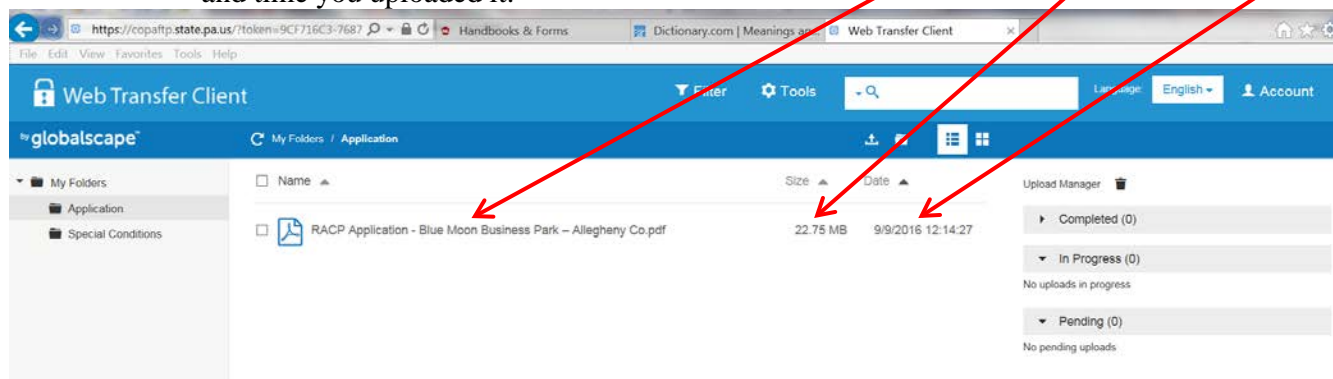 and time you uploaded it.
https://copaftp.state.pa.us/?token=9CF716C3-7687
Handbooks & Forms
Dictionary.com | Meanings an...
Web Transfer Client
File Edit View Favorites Tools Help
Web Transfer Client
Filter
Tools
Language:
English
Account
by globalscape
My Folders / Application
My Folders
Application
Special Conditions
Name
Size
Date
RACP Application - Blue Moon Business Park – Allegheny Co.pdf
22.75 MB
9/9/2016 12:14:27
Upload Manager
Completed (0)
In Progress (0)
No uploads in progress
Pending (0)
No pending uploads